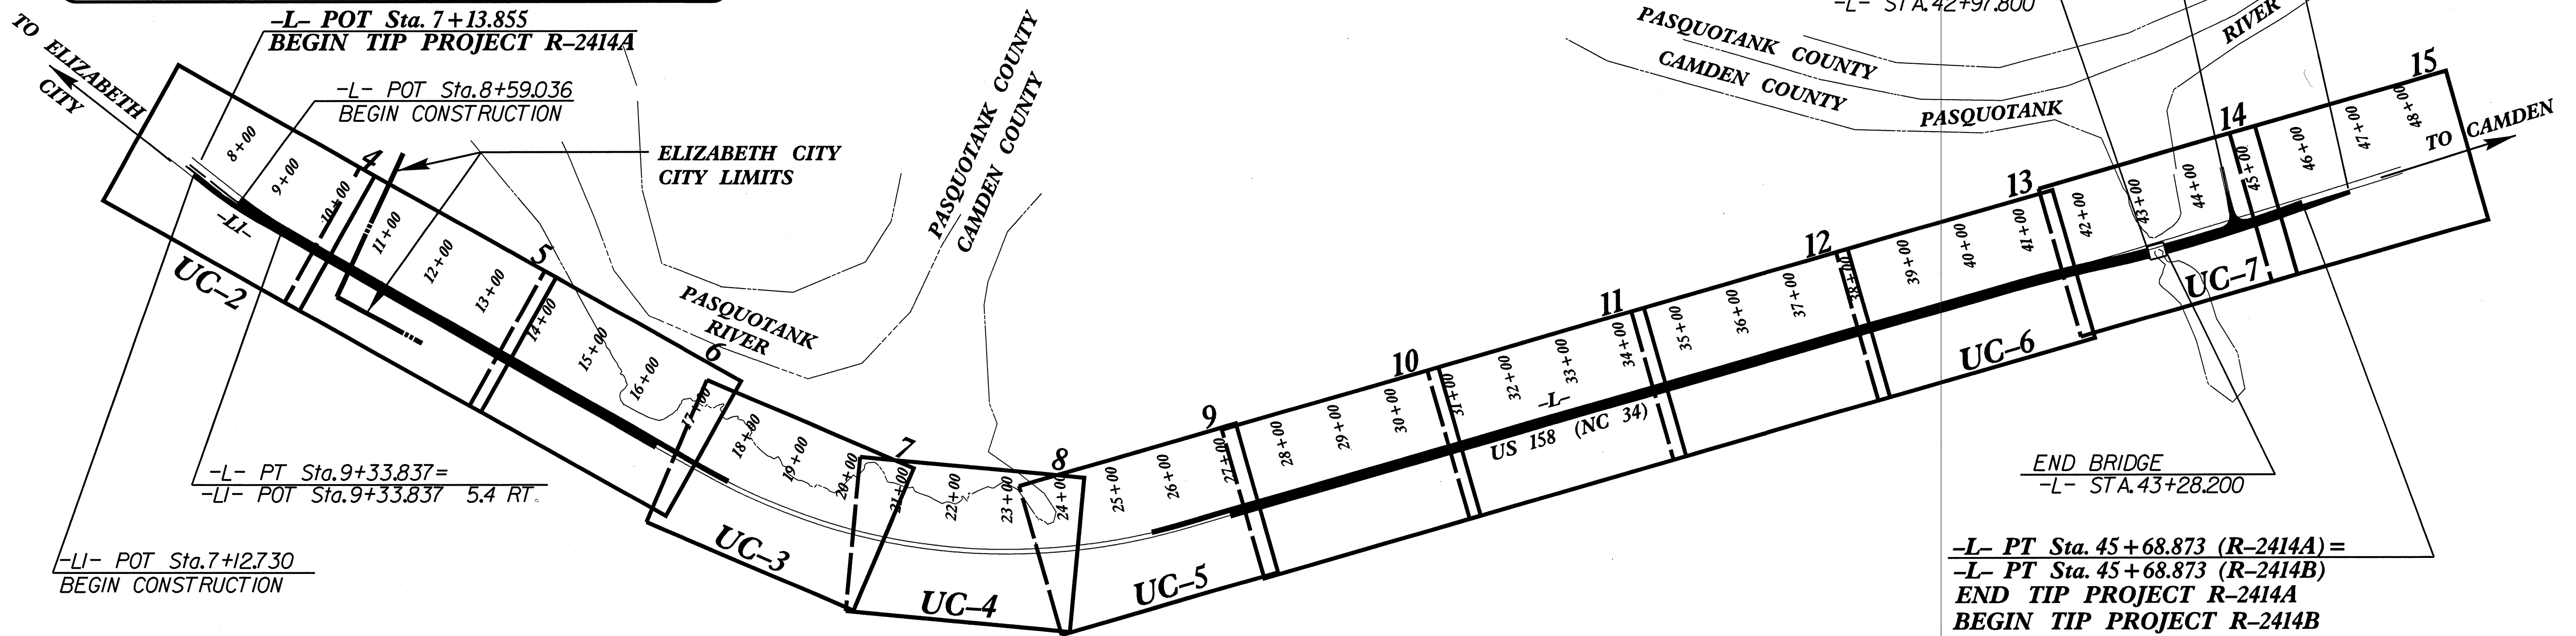 -L- POT Sta. 7+13.855
BEGIN TIP PROJECT R-2414A
TO ELIZABETH
CITY
-L- POT Sta.8+59.036
BEGIN CONSTRUCTION
ELIZABETH CITY
CITY LIMITS
PASQUOTANK COUNTY
CAMDEN COUNTY
PASQUOTANK
RIVER
-L- STA.42+97.800
PASQUOTANK COUNTY
CAMDEN COUNTY
PASQUOTANK
RIVER
TO CAMDEN
4
5
6
7
8
9
10
11
12
13
14
15
8+00
9+00
10+00
11+00
12+00
13+00
14+00
15+00
16+00
17+00
18+00
19+00
20+00
21+00
22+00
23+00
24+00
25+00
26+00
27+00
28+00
29+00
30+00
31+00
32+00
33+00
34+00
35+00
36+00
37+00
38+00
39+00
40+00
41+00
42+00
43+00
44+00
45+00
46+00
47+00
48+00
-L1-
-L-
US 158 (NC 34)
UC-2
UC-3
UC-4
UC-5
UC-6
UC-7
-L- PT Sta.9+33.837=
-L1- POT Sta.9+33.837 5.4 RT.
-L1- POT Sta.7+12.730
BEGIN CONSTRUCTION
END BRIDGE
-L- STA.43+28.200
-L- PT Sta. 45+68.873 (R-2414A) =
-L- PT Sta. 45+68.873 (R-2414B)
END TIP PROJECT R-2414A
BEGIN TIP PROJECT R-2414B